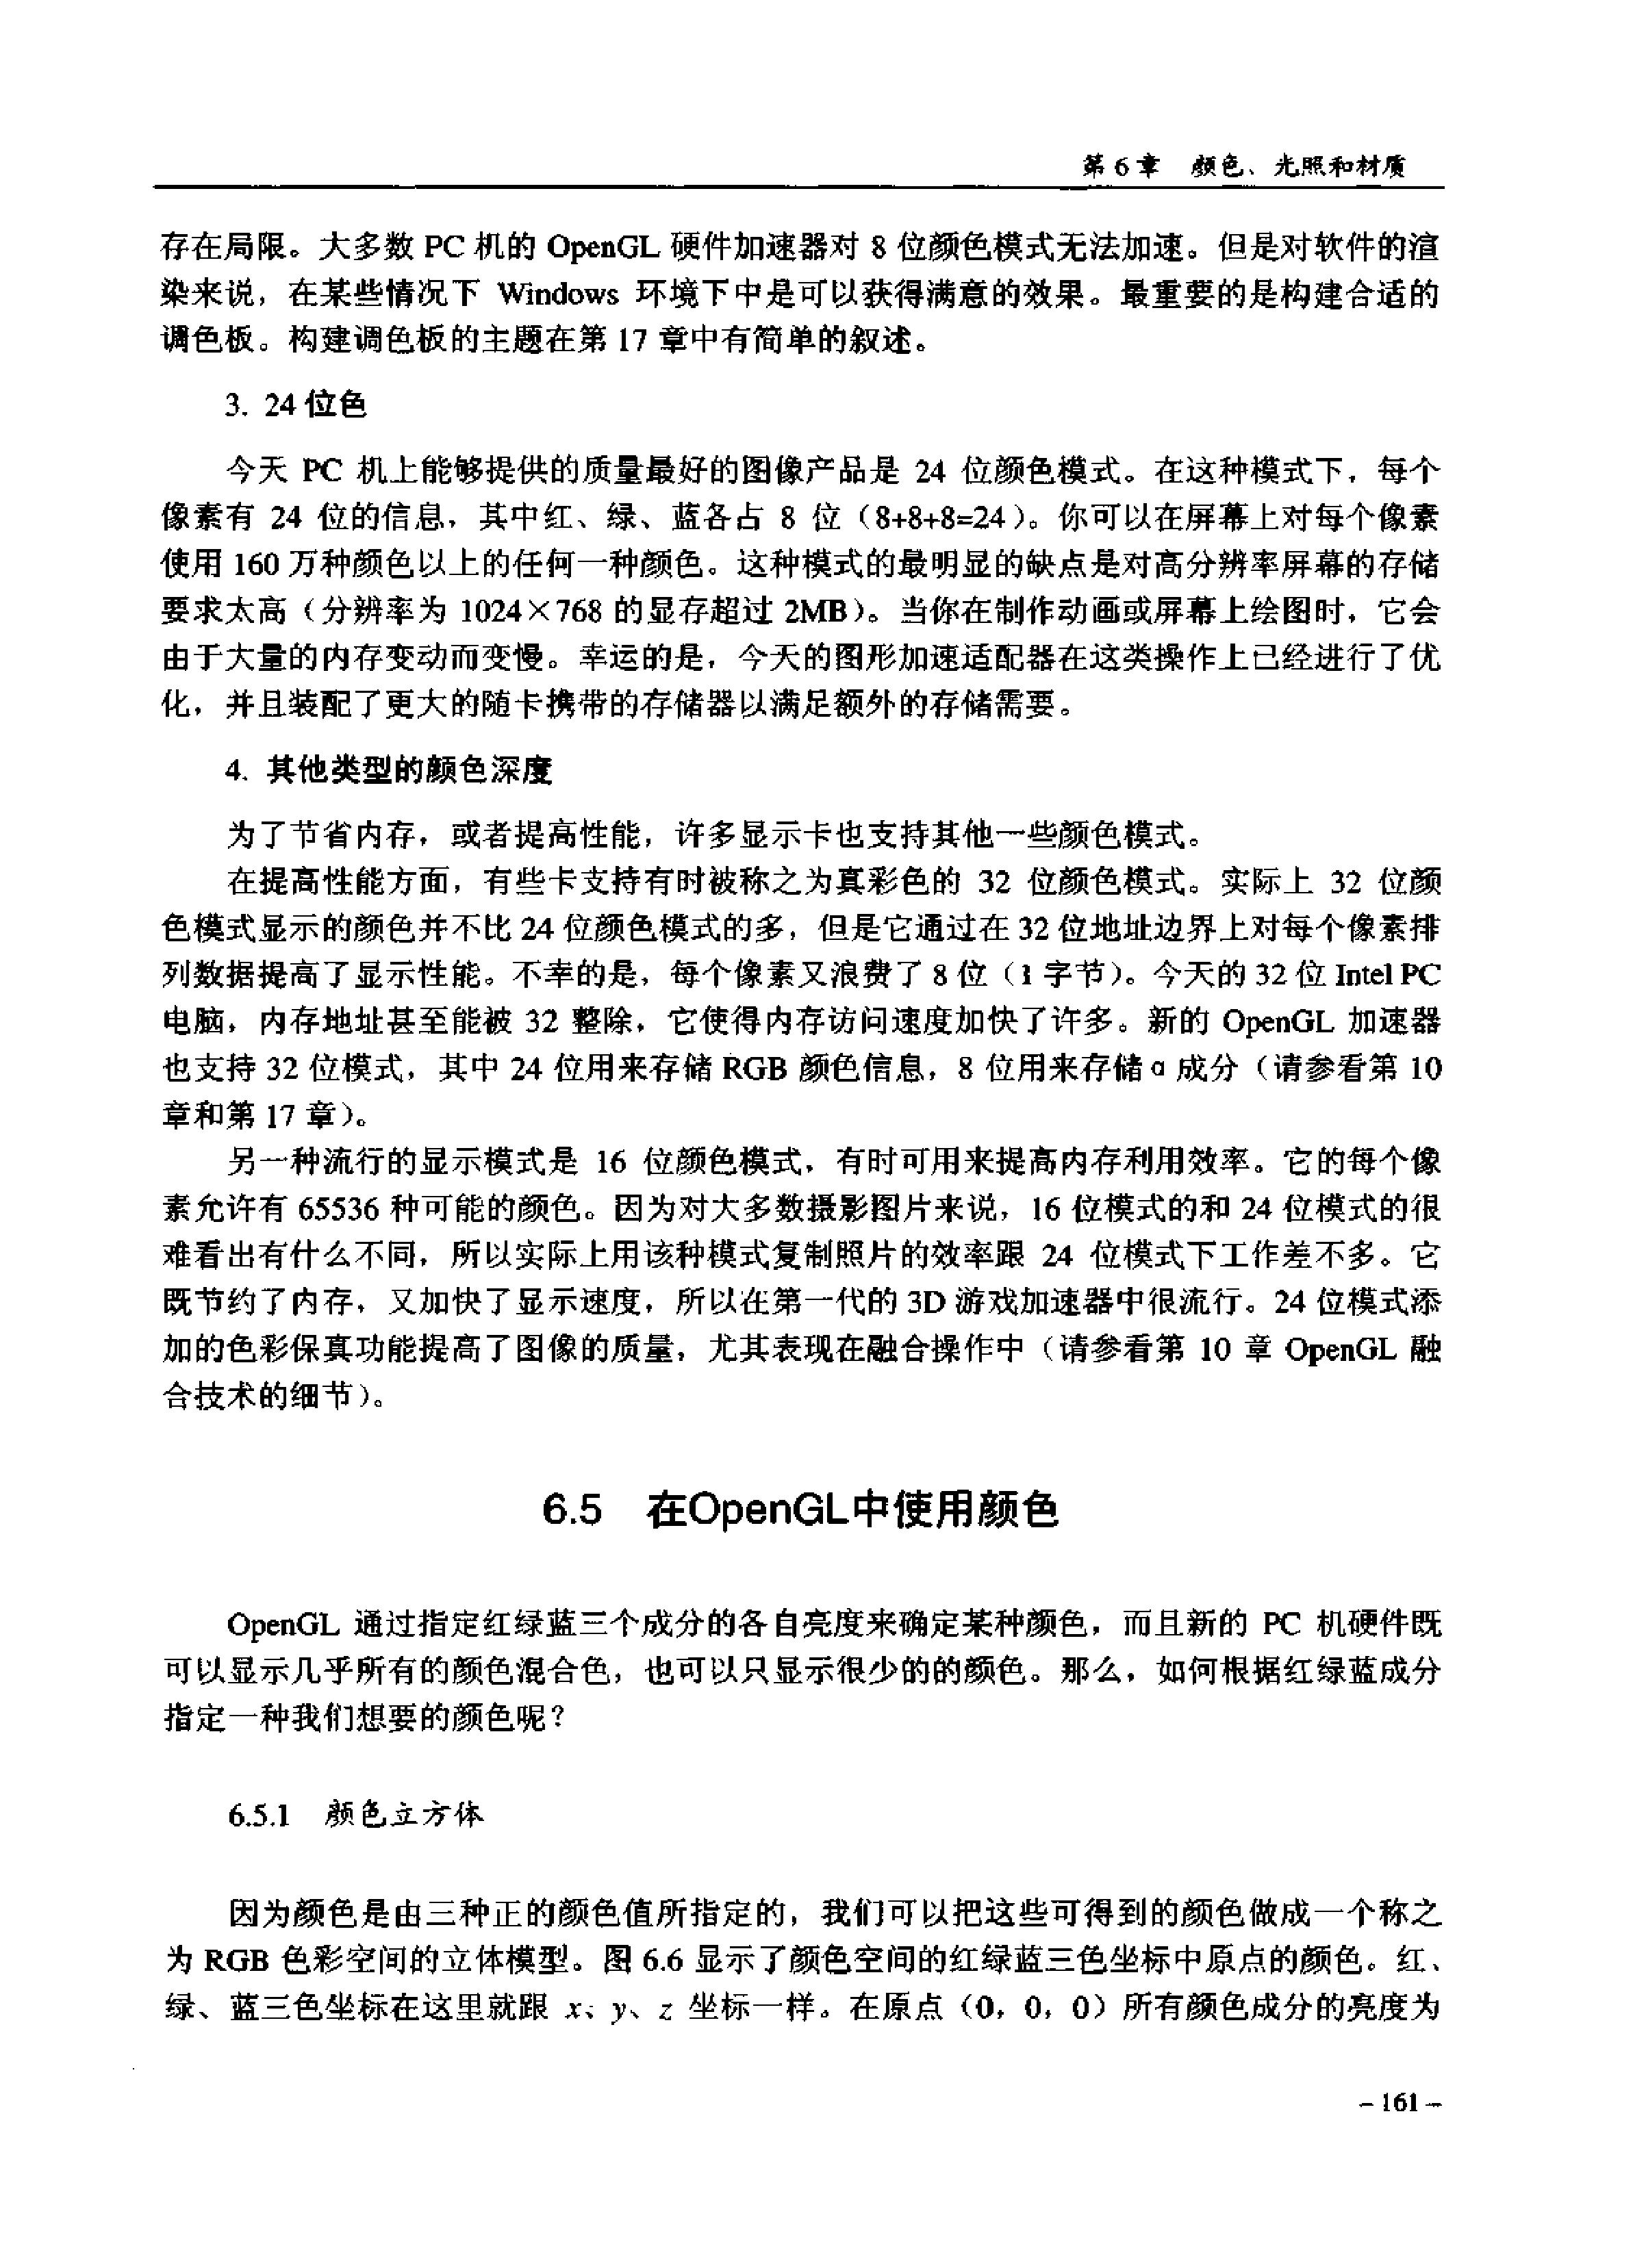 第6章　颜色、光照和材质
存在局限。大多数 PC 机的 OpenGL 硬件加速器对 8 位颜色模式无法加速。但是对软件的渲
染来说，在某些情况下 Windows 环境下中是可以获得满意的效果。最重要的是构建合适的
调色板。构建调色板的主题在第 17 章中有简单的叙述。
3. 24 位色
今天 PC 机上能够提供的质量最好的图像产品是 24 位颜色模式。在这种模式下，每个
像素有 24 位的信息，其中红、绿、蓝各占 8 位（8+8+8=24）。你可以在屏幕上对每个像素
使用 160 万种颜色以上的任何一种颜色。这种模式的最明显的缺点是对高分辨率屏幕的存储
要求太高（分辨率为 1024×768 的显存超过 2MB）。当你在制作动画或屏幕上绘图时，它会
由于大量的内存变动而变慢。幸运的是，今天的图形加速适配器在这类操作上已经进行了优
化，并且装配了更大的随卡携带的存储器以满足额外的存储需要。
4. 其他类型的颜色深度
为了节省内存，或者提高性能，许多显示卡也支持其他一些颜色模式。
在提高性能方面，有些卡支持有时被称之为真彩色的 32 位颜色模式。实际上 32 位颜
色模式显示的颜色并不比 24 位颜色模式的多，但是它通过在 32 位地址边界上对每个像素排
列数据提高了显示性能。不幸的是，每个像素又浪费了 8 位（1 字节）。今天的 32 位 Intel PC
电脑，内存地址甚至能被 32 整除，它使得内存访问速度加快了许多。新的 OpenGL 加速器
也支持 32 位模式，其中 24 位用来存储 RGB 颜色信息，8 位用来存储 α 成分（请参看第 10
章和第 17 章）。
另一种流行的显示模式是 16 位颜色模式，有时可用来提高内存利用效率。它的每个像
素允许有 65536 种可能的颜色。因为对大多数摄影图片来说，16 位模式的和 24 位模式的很
难看出有什么不同，所以实际上用该种模式复制照片的效率跟 24 位模式下工作差不多。它
既节约了内存，又加快了显示速度，所以在第一代的 3D 游戏加速器中很流行。24 位模式添
加的色彩保真功能提高了图像的质量，尤其表现在融合操作中（请参看第 10 章 OpenGL 融
合技术的细节）。
6.5　在OpenGL中使用颜色
OpenGL 通过指定红绿蓝三个成分的各自亮度来确定某种颜色，而且新的 PC 机硬件既
可以显示几乎所有的颜色混合色，也可以只显示很少的的颜色。那么，如何根据红绿蓝成分
指定一种我们想要的颜色呢？
6.5.1　颜色立方体
因为颜色是由三种正的颜色值所指定的，我们可以把这些可得到的颜色做成一个称之
为 RGB 色彩空间的立体模型。图 6.6 显示了颜色空间的红绿蓝三色坐标中原点的颜色。红、
绿、蓝三色坐标在这里就跟 x、y、z 坐标一样。在原点（0，0，0）所有颜色成分的亮度为
– 161 –